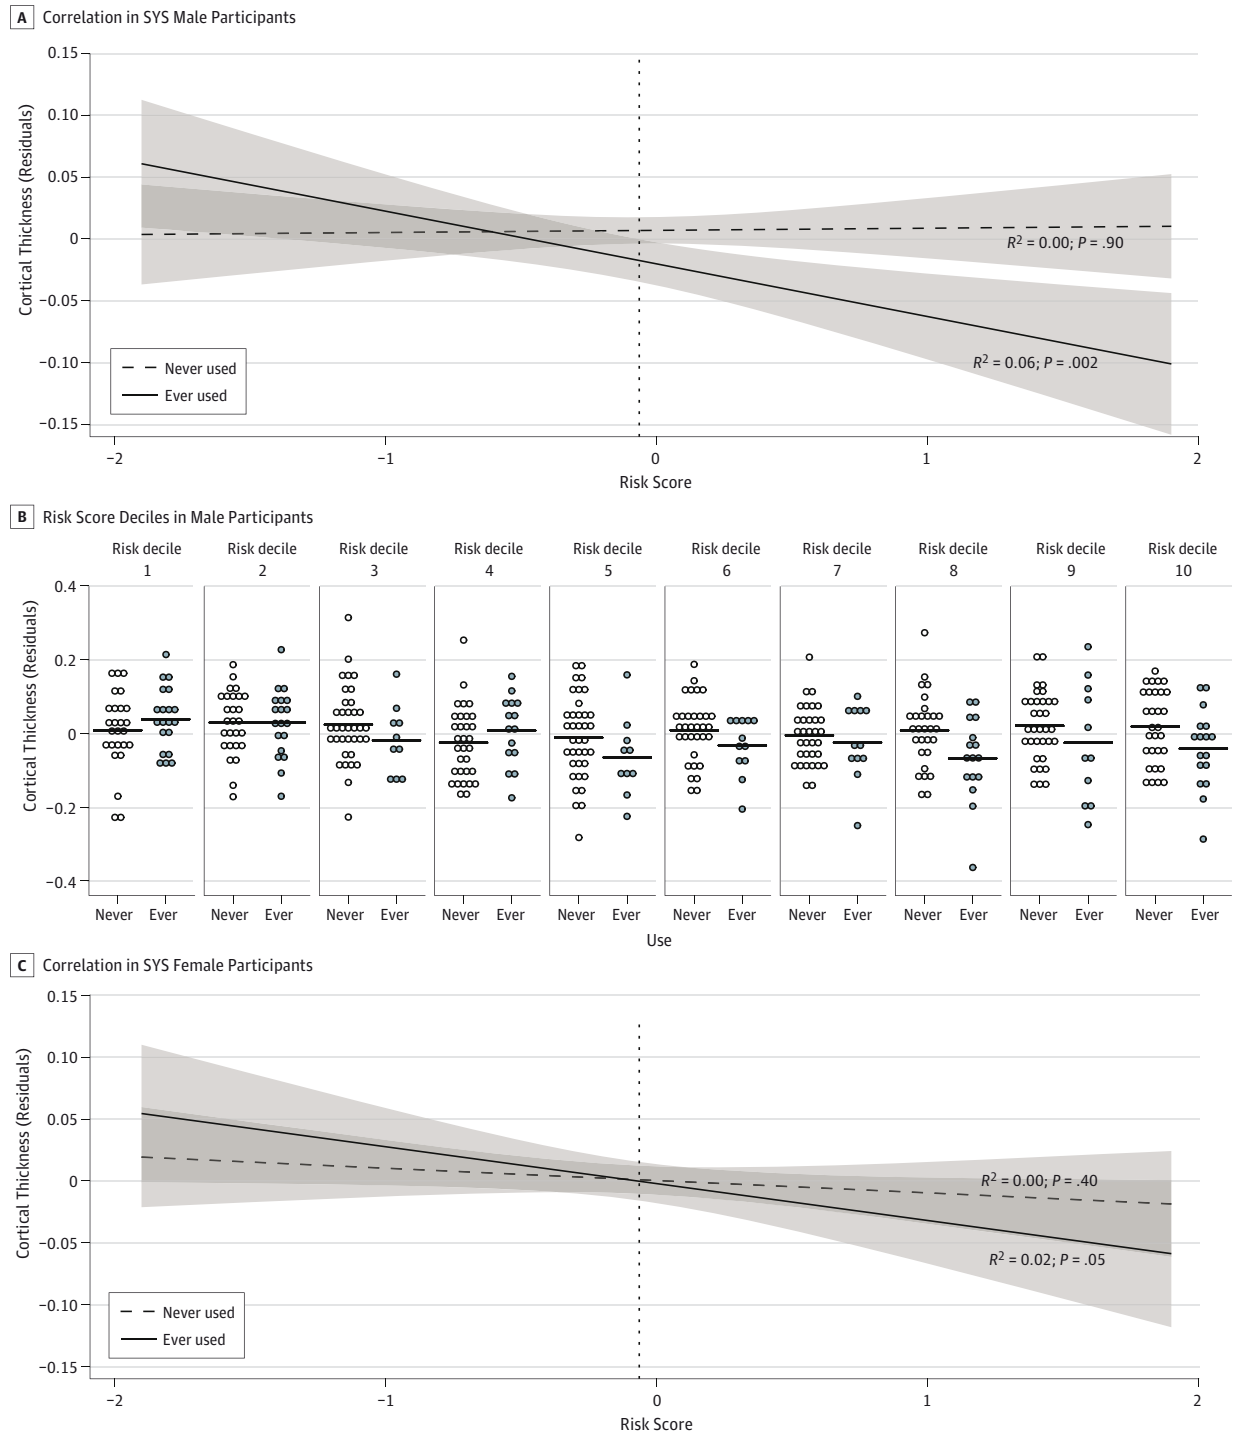 A Correlation in SYS Male Participants
0.15
0.10
0.05
0
−0.05
−0.10
−0.15
Cortical Thickness (Residuals)
R2 = 0.00; P = .90
R2 = 0.06; P = .002
Never used
Ever used
−2 −1 0 1 2
Risk Score
B Risk Score Deciles in Male Participants
Risk decile Risk decile Risk decile Risk decile Risk decile Risk decile Risk decile Risk decile Risk decile Risk decile
1 2 3 4 5 6 7 8 9 10
0.4
0.2
0
−0.2
−0.4
Cortical Thickness (Residuals)
Never Ever Never Ever Never Ever Never Ever Never Ever Never Ever Never Ever Never Ever Never Ever Never Ever
Use
C Correlation in SYS Female Participants
0.15
0.10
0.05
0
−0.05
−0.10
−0.15
Cortical Thickness (Residuals)
R2 = 0.00; P = .40
R2 = 0.02; P = .05
Never used
Ever used
−2 −1 0 1 2
Risk Score